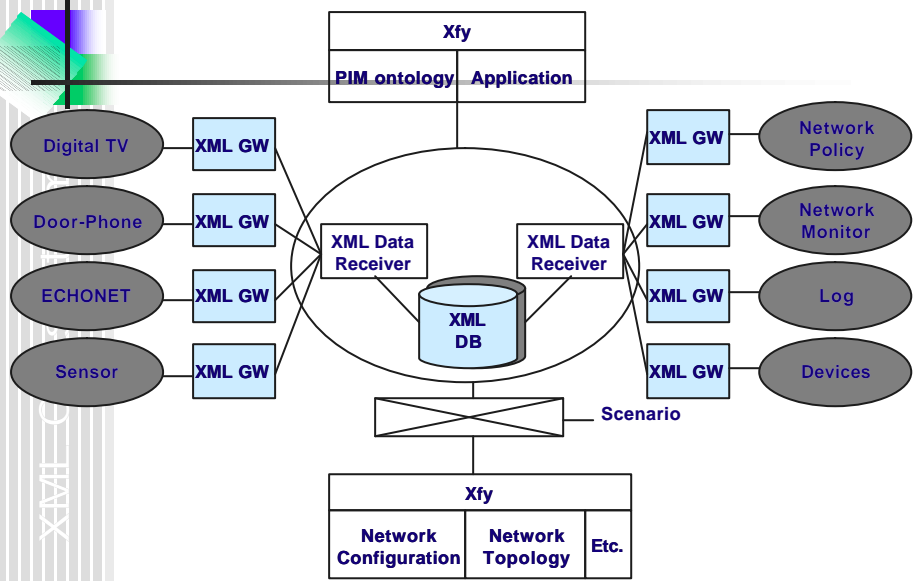 Xfy
PIM ontology
Application
Digital TV
XML GW
Door-Phone
XML GW
ECHONET
XML GW
Sensor
XML GW
XML Data
Receiver
XML
DB
XML Data
Receiver
XML GW
Network
Policy
XML GW
Network
Monitor
XML GW
Log
XML GW
Devices
Scenario
Xfy
Network
Configuration
Network
Topology
Etc.